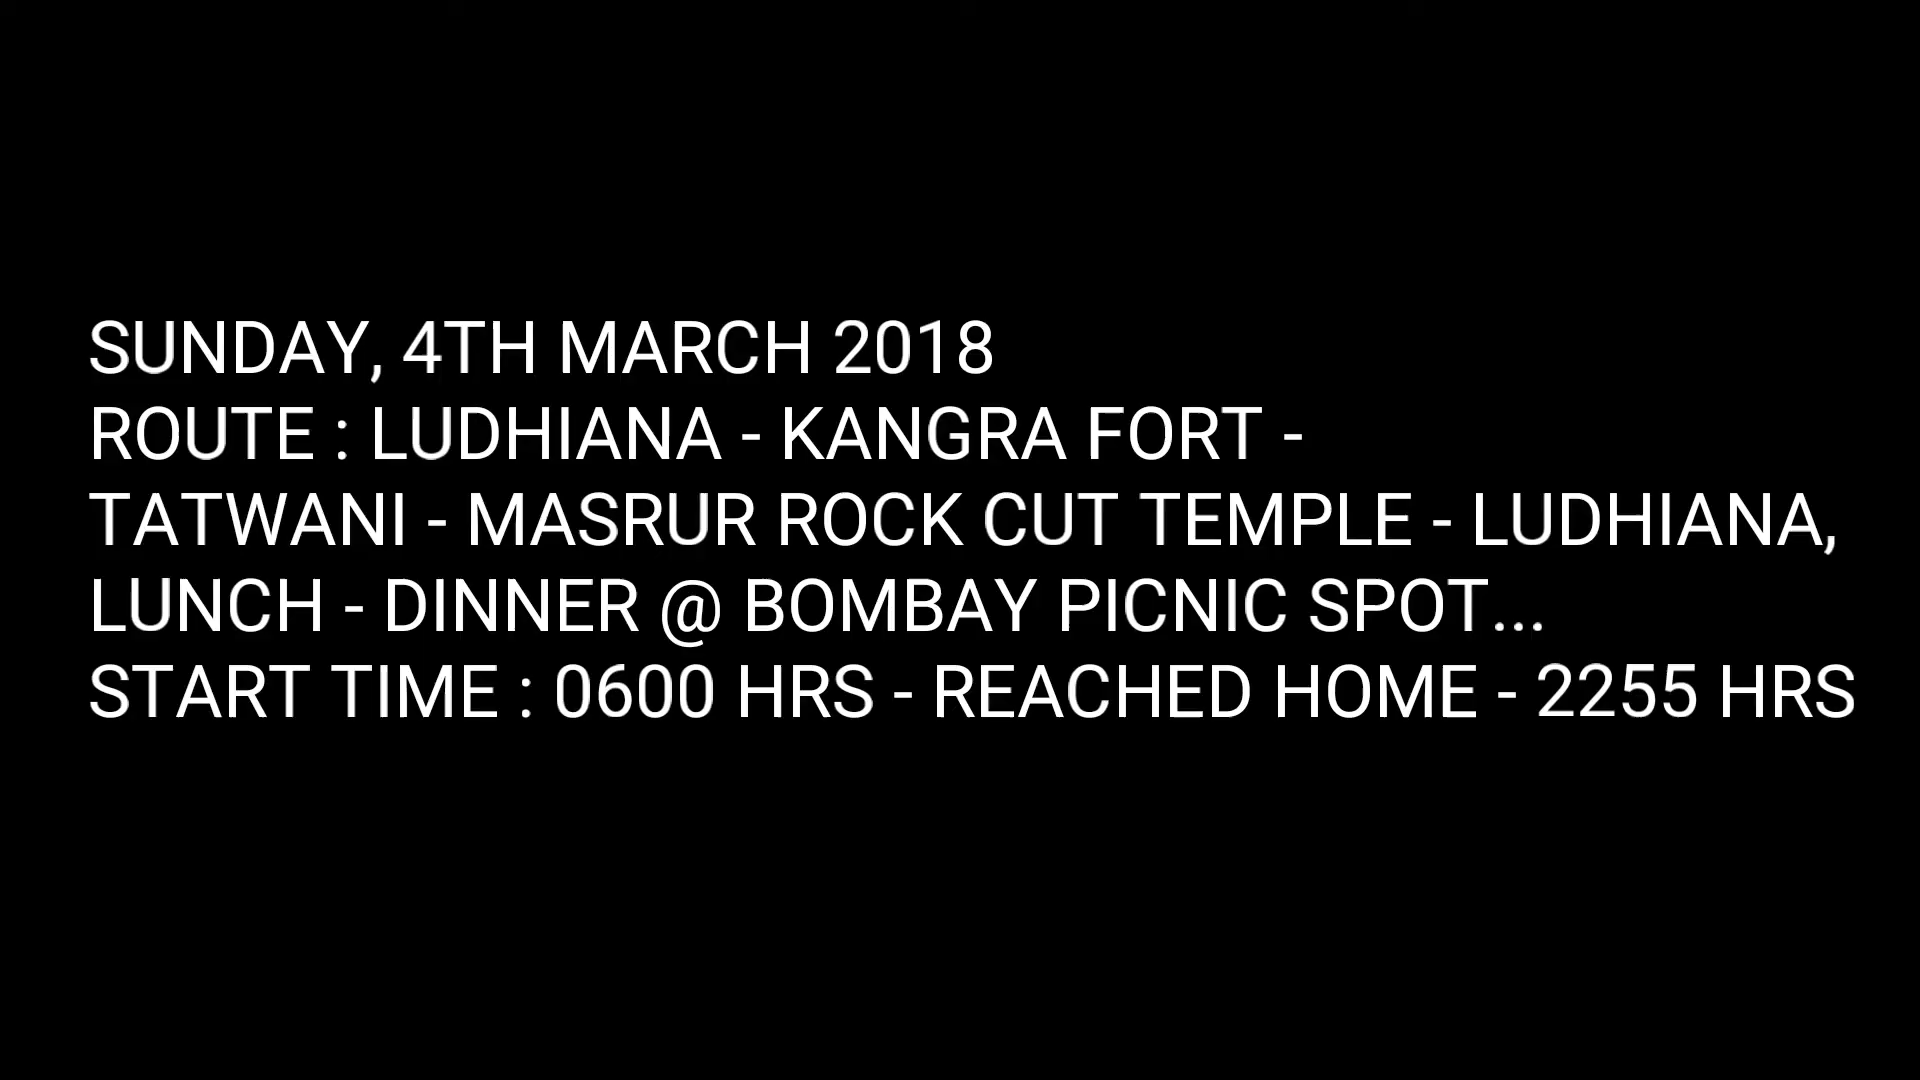 SUNDAY, 4TH MARCH 2018
ROUTE : LUDHIANA - KANGRA FORT -
TATWANI - MASRUR ROCK CUT TEMPLE - LUDHIANA,
LUNCH - DINNER @ BOMBAY PICNIC SPOT...
START TIME : 0600 HRS - REACHED HOME - 2255 HRS